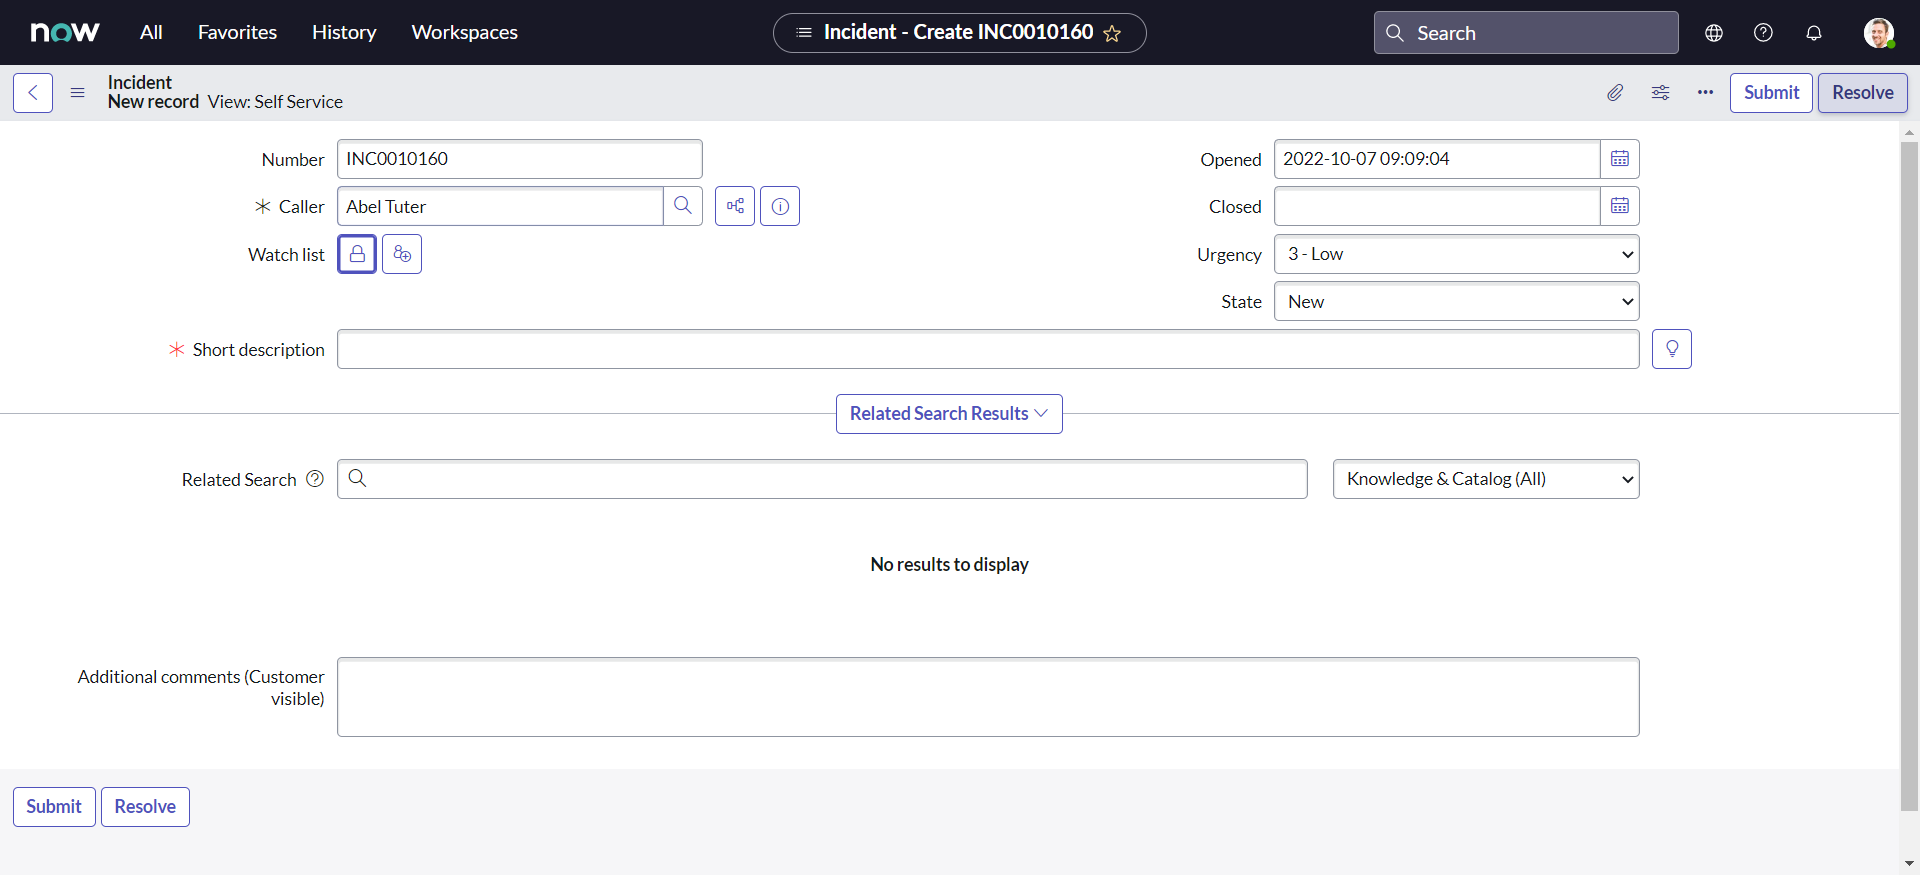 now All Favorites History Workspaces Incident - Create INC0010160 Search
Incident
New record View: Self Service Submit Resolve
Number INC0010160 Opened 2022-10-07 09:09:04
Caller Abel Tuter Closed
Watch list Urgency 3 - Low
State New
Short description
Related Search Results
Related Search Knowledge & Catalog (All)
No results to display
Additional comments (Customer
visible)
Submit Resolve